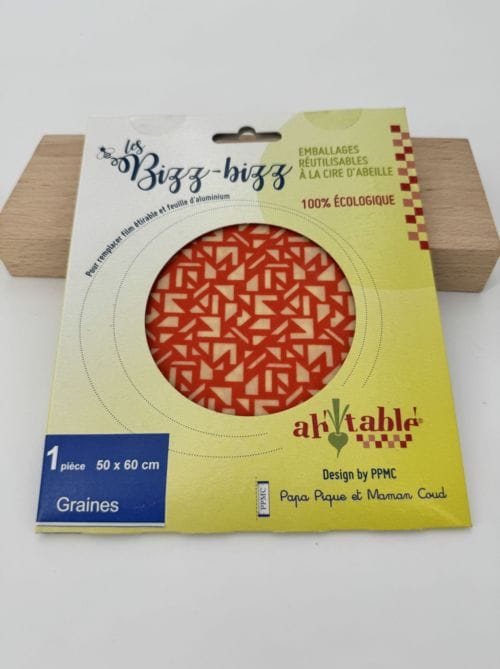 les
Bizz-bizz
Pour remplacer film étirable et feuille d'aluminium
EMBALLAGES
RÉUTILISABLES
À LA CIRE D'ABEILLE
100% ÉCOLOGIQUE
ah table!
1 pièce 50 x 60 cm
Graines
Design by PPMC
PPMC
Papa Pique et Maman Coud